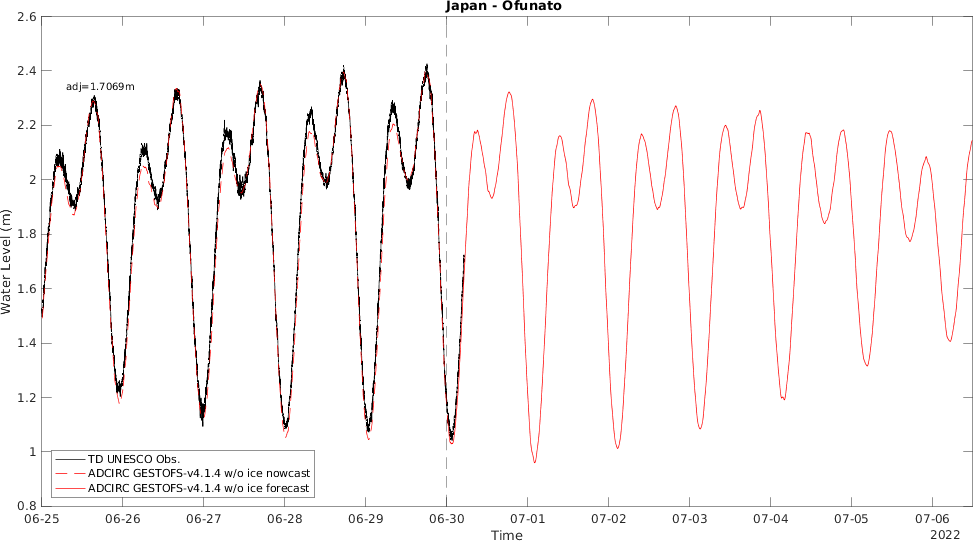 Japan - Ofunato
2.6
2.4
2.2
2
1.8
1.6
1.4
1.2
1
0.8
Water Level (m)
adj=1.7069m
TD UNESCO Obs.
ADCIRC GESTOFS-v4.1.4 w/o ice nowcast
ADCIRC GESTOFS-v4.1.4 w/o ice forecast
06-25 06-26 06-27 06-28 06-29 06-30 07-01 07-02 07-03 07-04 07-05 07-06
Time
2022